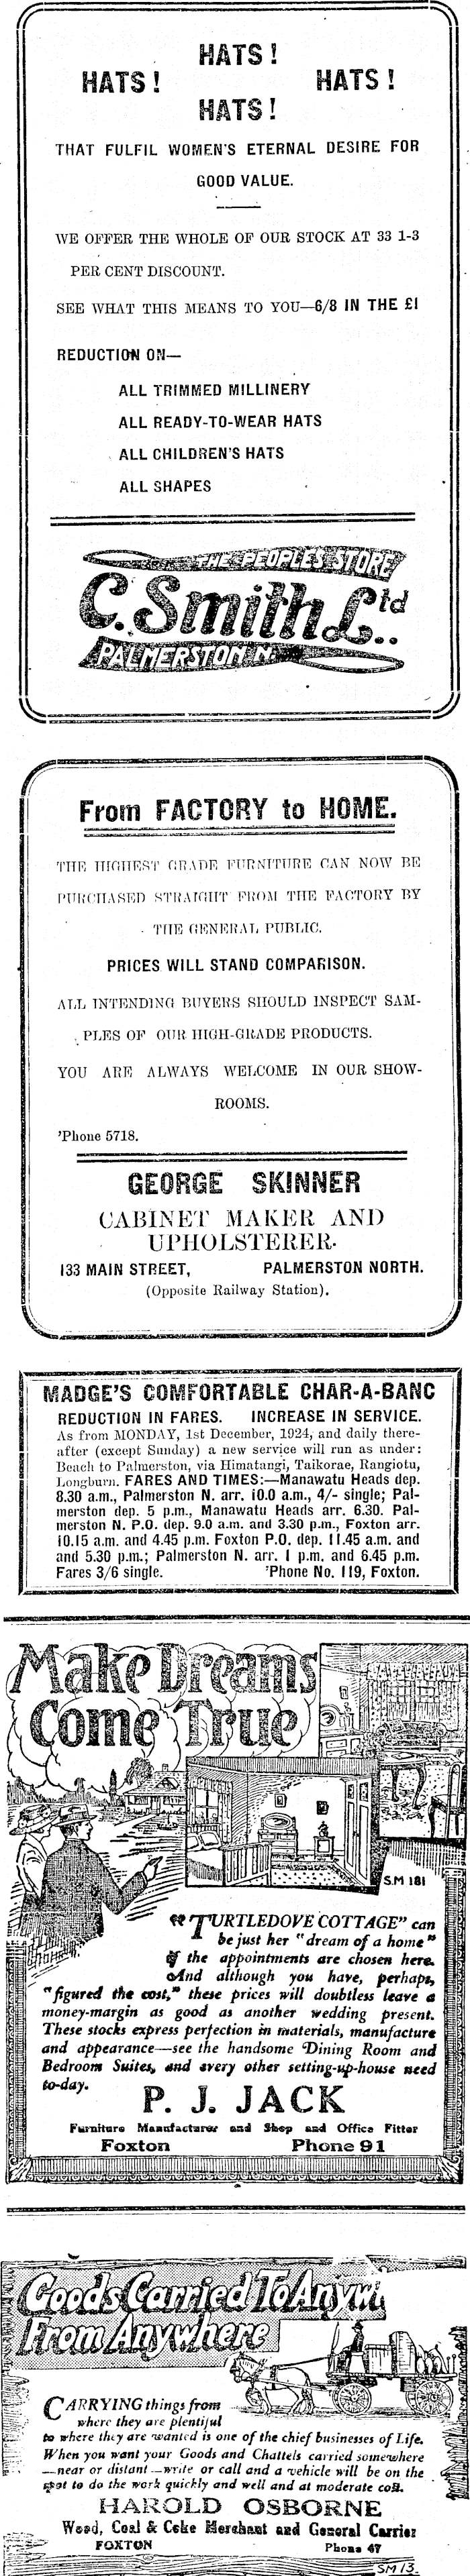 HATS!
HATS! HATS!
HATS!
THAT FULFIL WOMEN'S ETERNAL DESIRE FOR
GOOD VALUE.
WE OFFER THE WHOLE OF OUR STOCK AT 33 1-3
PER CENT DISCOUNT.
SEE WHAT THIS MEANS TO YOU—6/8 IN THE £1
REDUCTION ON—
ALL TRIMMED MILLINERY
ALL READY-TO-WEAR HATS
ALL CHILDREN'S HATS
ALL SHAPES
THE PEOPLES STORE
C. Smith Ltd..
PALMERSTON N.
From FACTORY to HOME.
THE HIGHEST GRADE FURNITURE CAN NOW BE
PURCHASED STRAIGHT FROM THE FACTORY BY
THE GENERAL PUBLIC.
PRICES WILL STAND COMPARISON.
ALL INTENDING BUYERS SHOULD INSPECT SAM-
PLES OF OUR HIGH-GRADE PRODUCTS.
YOU ARE ALWAYS WELCOME IN OUR SHOW-
ROOMS.
'Phone 5718.
GEORGE SKINNER
CABINET MAKER AND
UPHOLSTERER.
133 MAIN STREET, PALMERSTON NORTH.
(Opposite Railway Station).
MADGE'S COMFORTABLE CHAR-A-BANC
REDUCTION IN FARES. INCREASE IN SERVICE.
As from MONDAY, 1st December, 1924, and daily there-
after (except Sunday) a new service will run as under:
Beach to Palmerston, via Himatangi, Taikorae, Rangiotu,
Longburn. FARES AND TIMES:—Manawatu Heads dep.
8.30 a.m., Palmerston N. arr. 10.0 a.m., 4/- single; Pal-
merston dep. 5 p.m., Manawatu Heads arr. 6.30. Pal-
merston N. P.O. dep. 9.0 a.m. and 3.30 p.m., Foxton arr.
10.15 a.m. and 4.45 p.m. Foxton P.O. dep. 11.45 a.m. and
and 5.30 p.m.; Palmerston N. arr. 1 p.m. and 6.45 p.m.
Fares 3/6 single. 'Phone No. 119, Foxton.
Make Dreams
Come True
S.M 181
"TURTLEDOVE COTTAGE" can
be just her "dream of a home"
if the appointments are chosen here.
And although you have, perhaps,
"figured the cost," these prices will doubtless leave a
money-margin as good as another wedding present.
These stocks express perfection in materials, manufacture
and appearance—see the handsome Dining Room and
Bedroom Suites, and every other setting-up-house need
to-day.
P. J. JACK
Furniture Manufacturer and Shop and Office Fitter
Foxton Phone 91
Goods Carried To Anyw
From Anywhere
CARRYING things from
where they are plentiful
to where they are wanted is one of the chief businesses of Life.
When you want your Goods and Chattels carried somewhere
—near or distant—write or call and a vehicle will be on the
spot to do the work quickly and well and at moderate cost.
HAROLD OSBORNE
Wood, Coal & Coke Merchant and General Carrier
FOXTON Phone 47
SM 13.